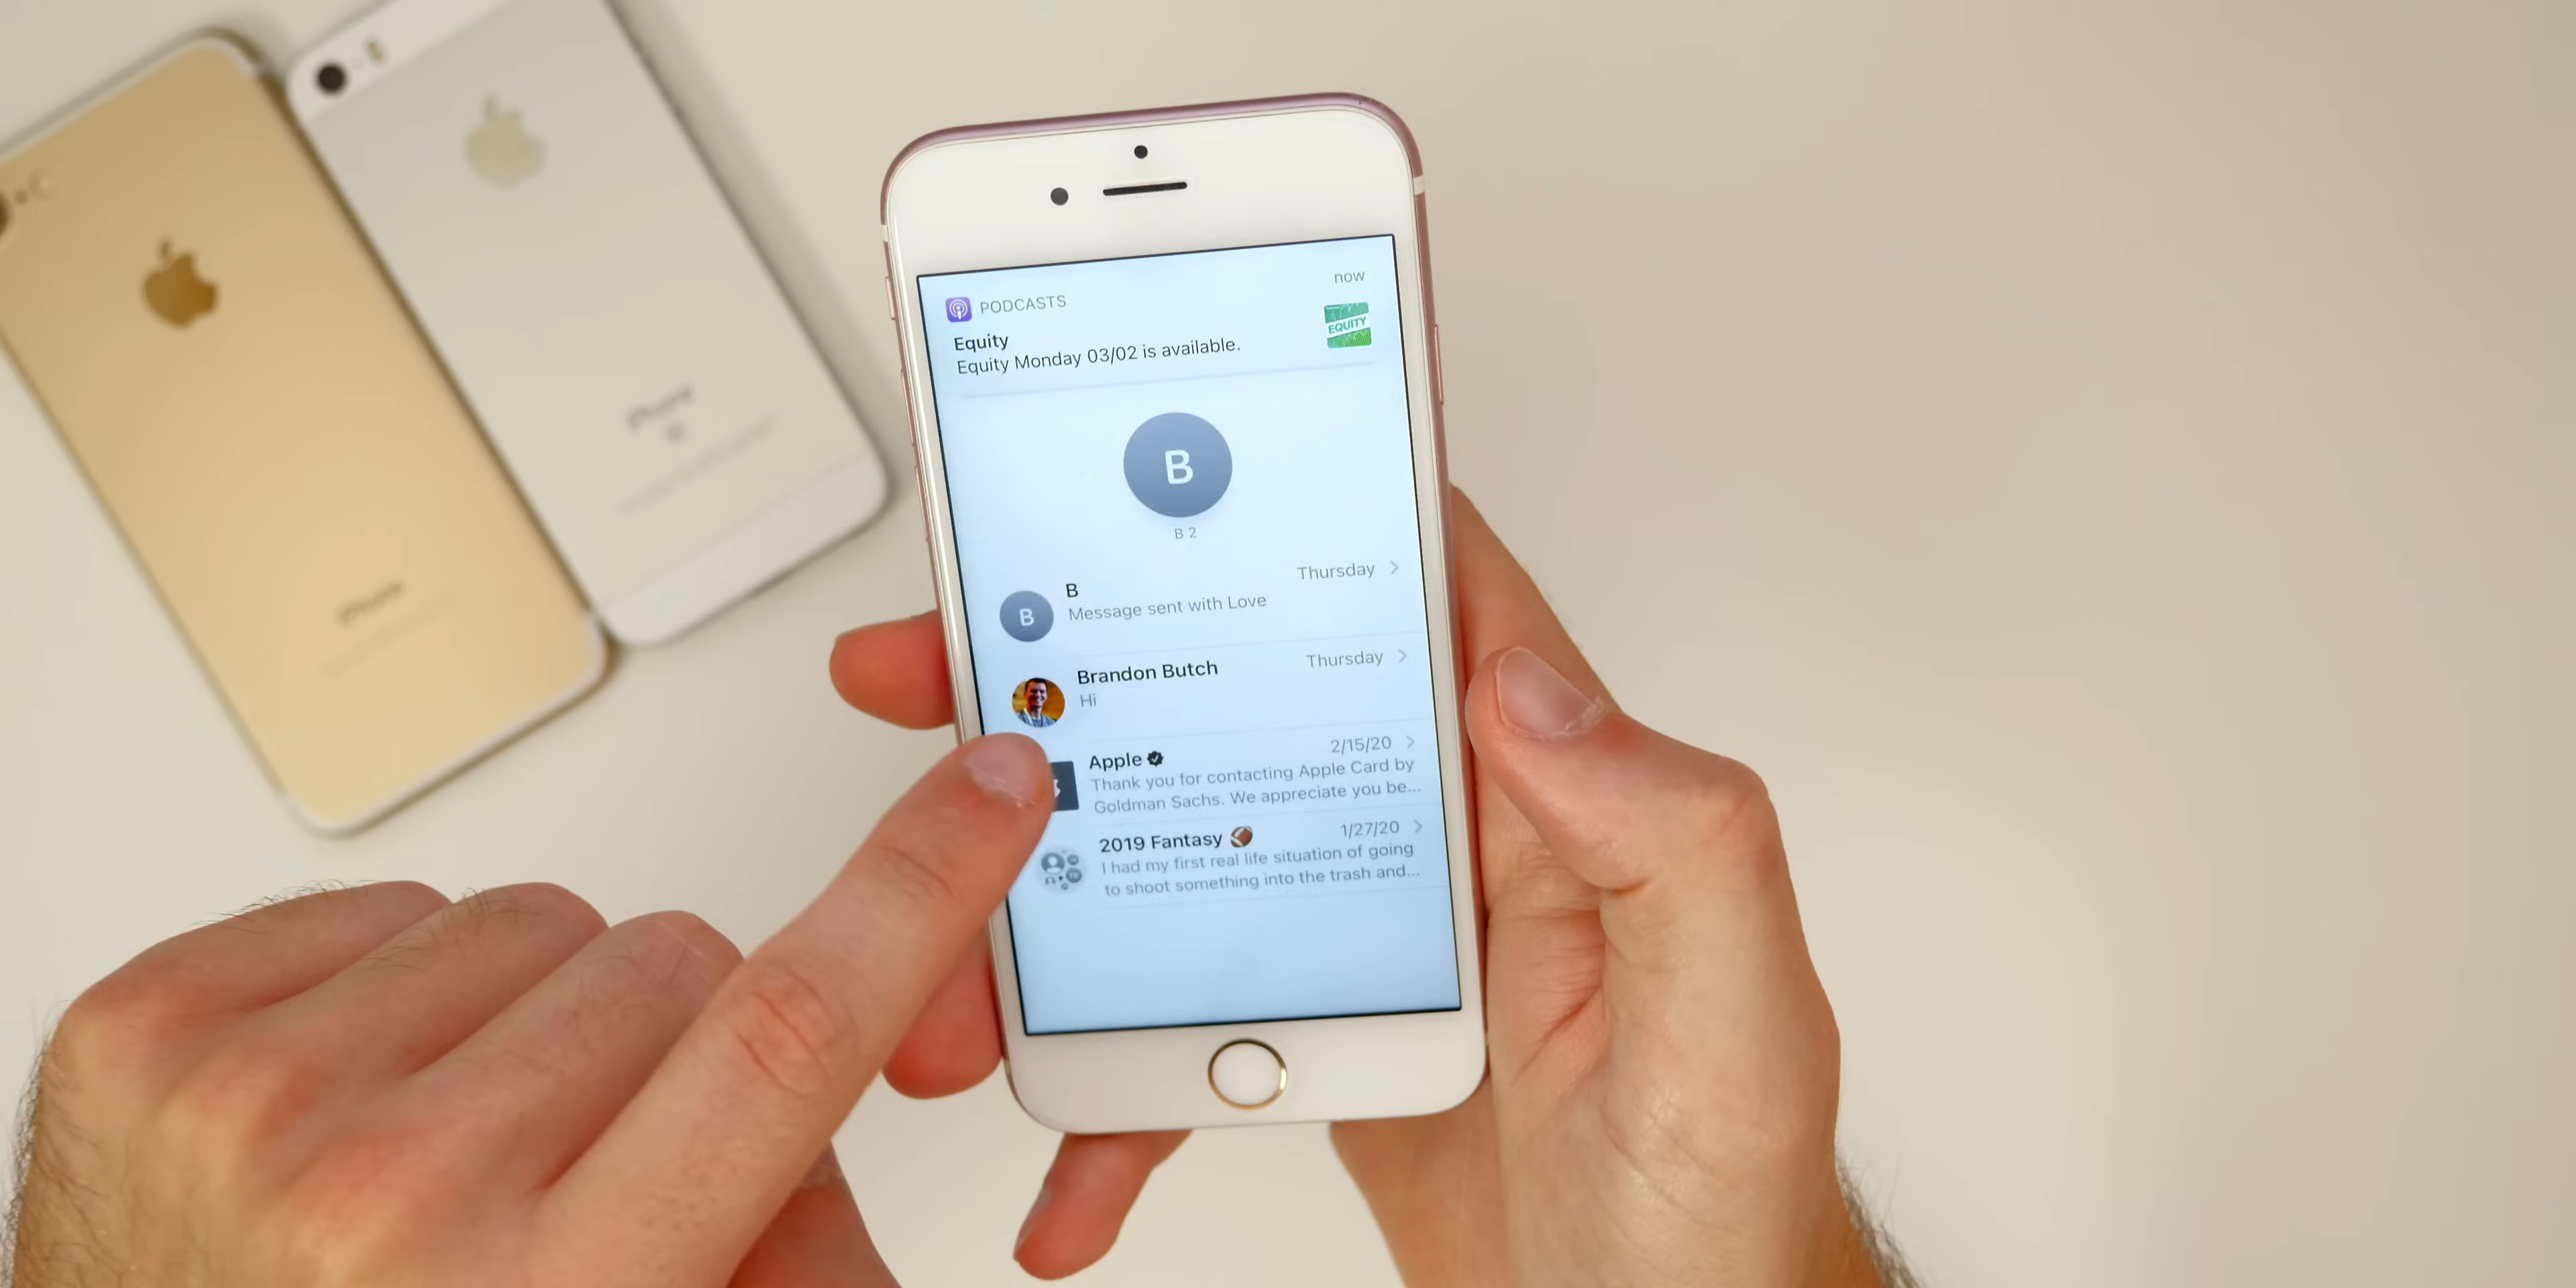 now
PODCASTS
Equity
Equity Monday 03/02 is available.
EQUITY
B
B 2
B
Thursday
B
Message sent with Love
Brandon Butch
Thursday
Hi
Apple
2/15/20
Thank you for contacting Apple Card by
Goldman Sachs. We appreciate you be...
2019 Fantasy 🏈
1/27/20
I had my first real life situation of going
to shoot something into the trash and...
iPhone
iPhone